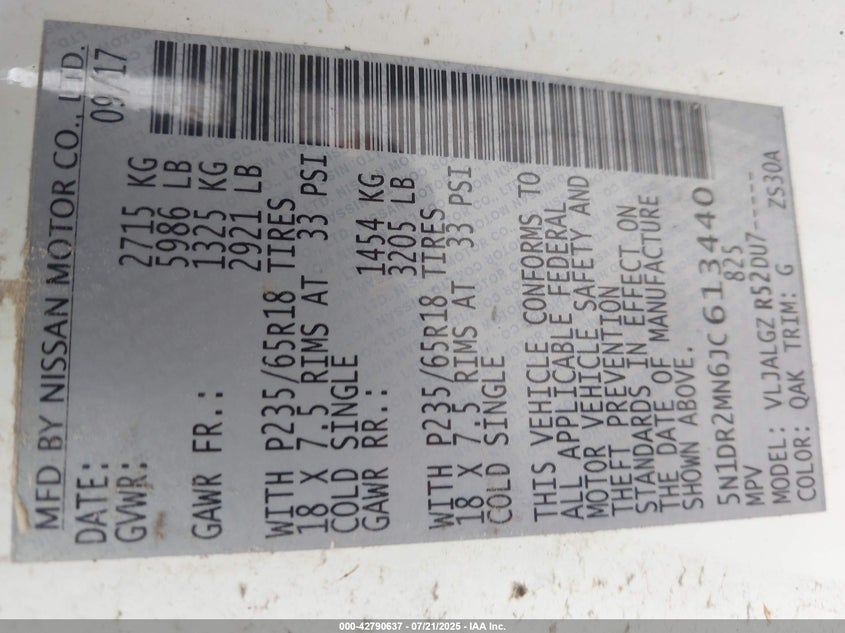 MFD BY NISSAN MOTOR CO., LTD.
DATE: 09/17
GVWR: 2715 KG
5986 LB
GAWR FR.: 1325 KG
2921 LB
WITH P235/65R18 TIRES
18 X 7.5 RIMS AT 33 PSI
COLD SINGLE
GAWR RR.: 1454 KG
3205 LB
WITH P235/65R18 TIRES
18 X 7.5 RIMS AT 33 PSI
COLD SINGLE
THIS VEHICLE CONFORMS TO
ALL APPLICABLE FEDERAL
MOTOR VEHICLE SAFETY AND
THEFT PREVENTION
STANDARDS IN EFFECT ON
THE DATE OF MANUFACTURE
SHOWN ABOVE.
5N1DR2MN6JC613440
MPV 825
MODEL: VLJALGZ R52DU7-----
COLOR: QAK TRIM: G ZS30A
000-42790637 - 07/21/2025 - IAA Inc.